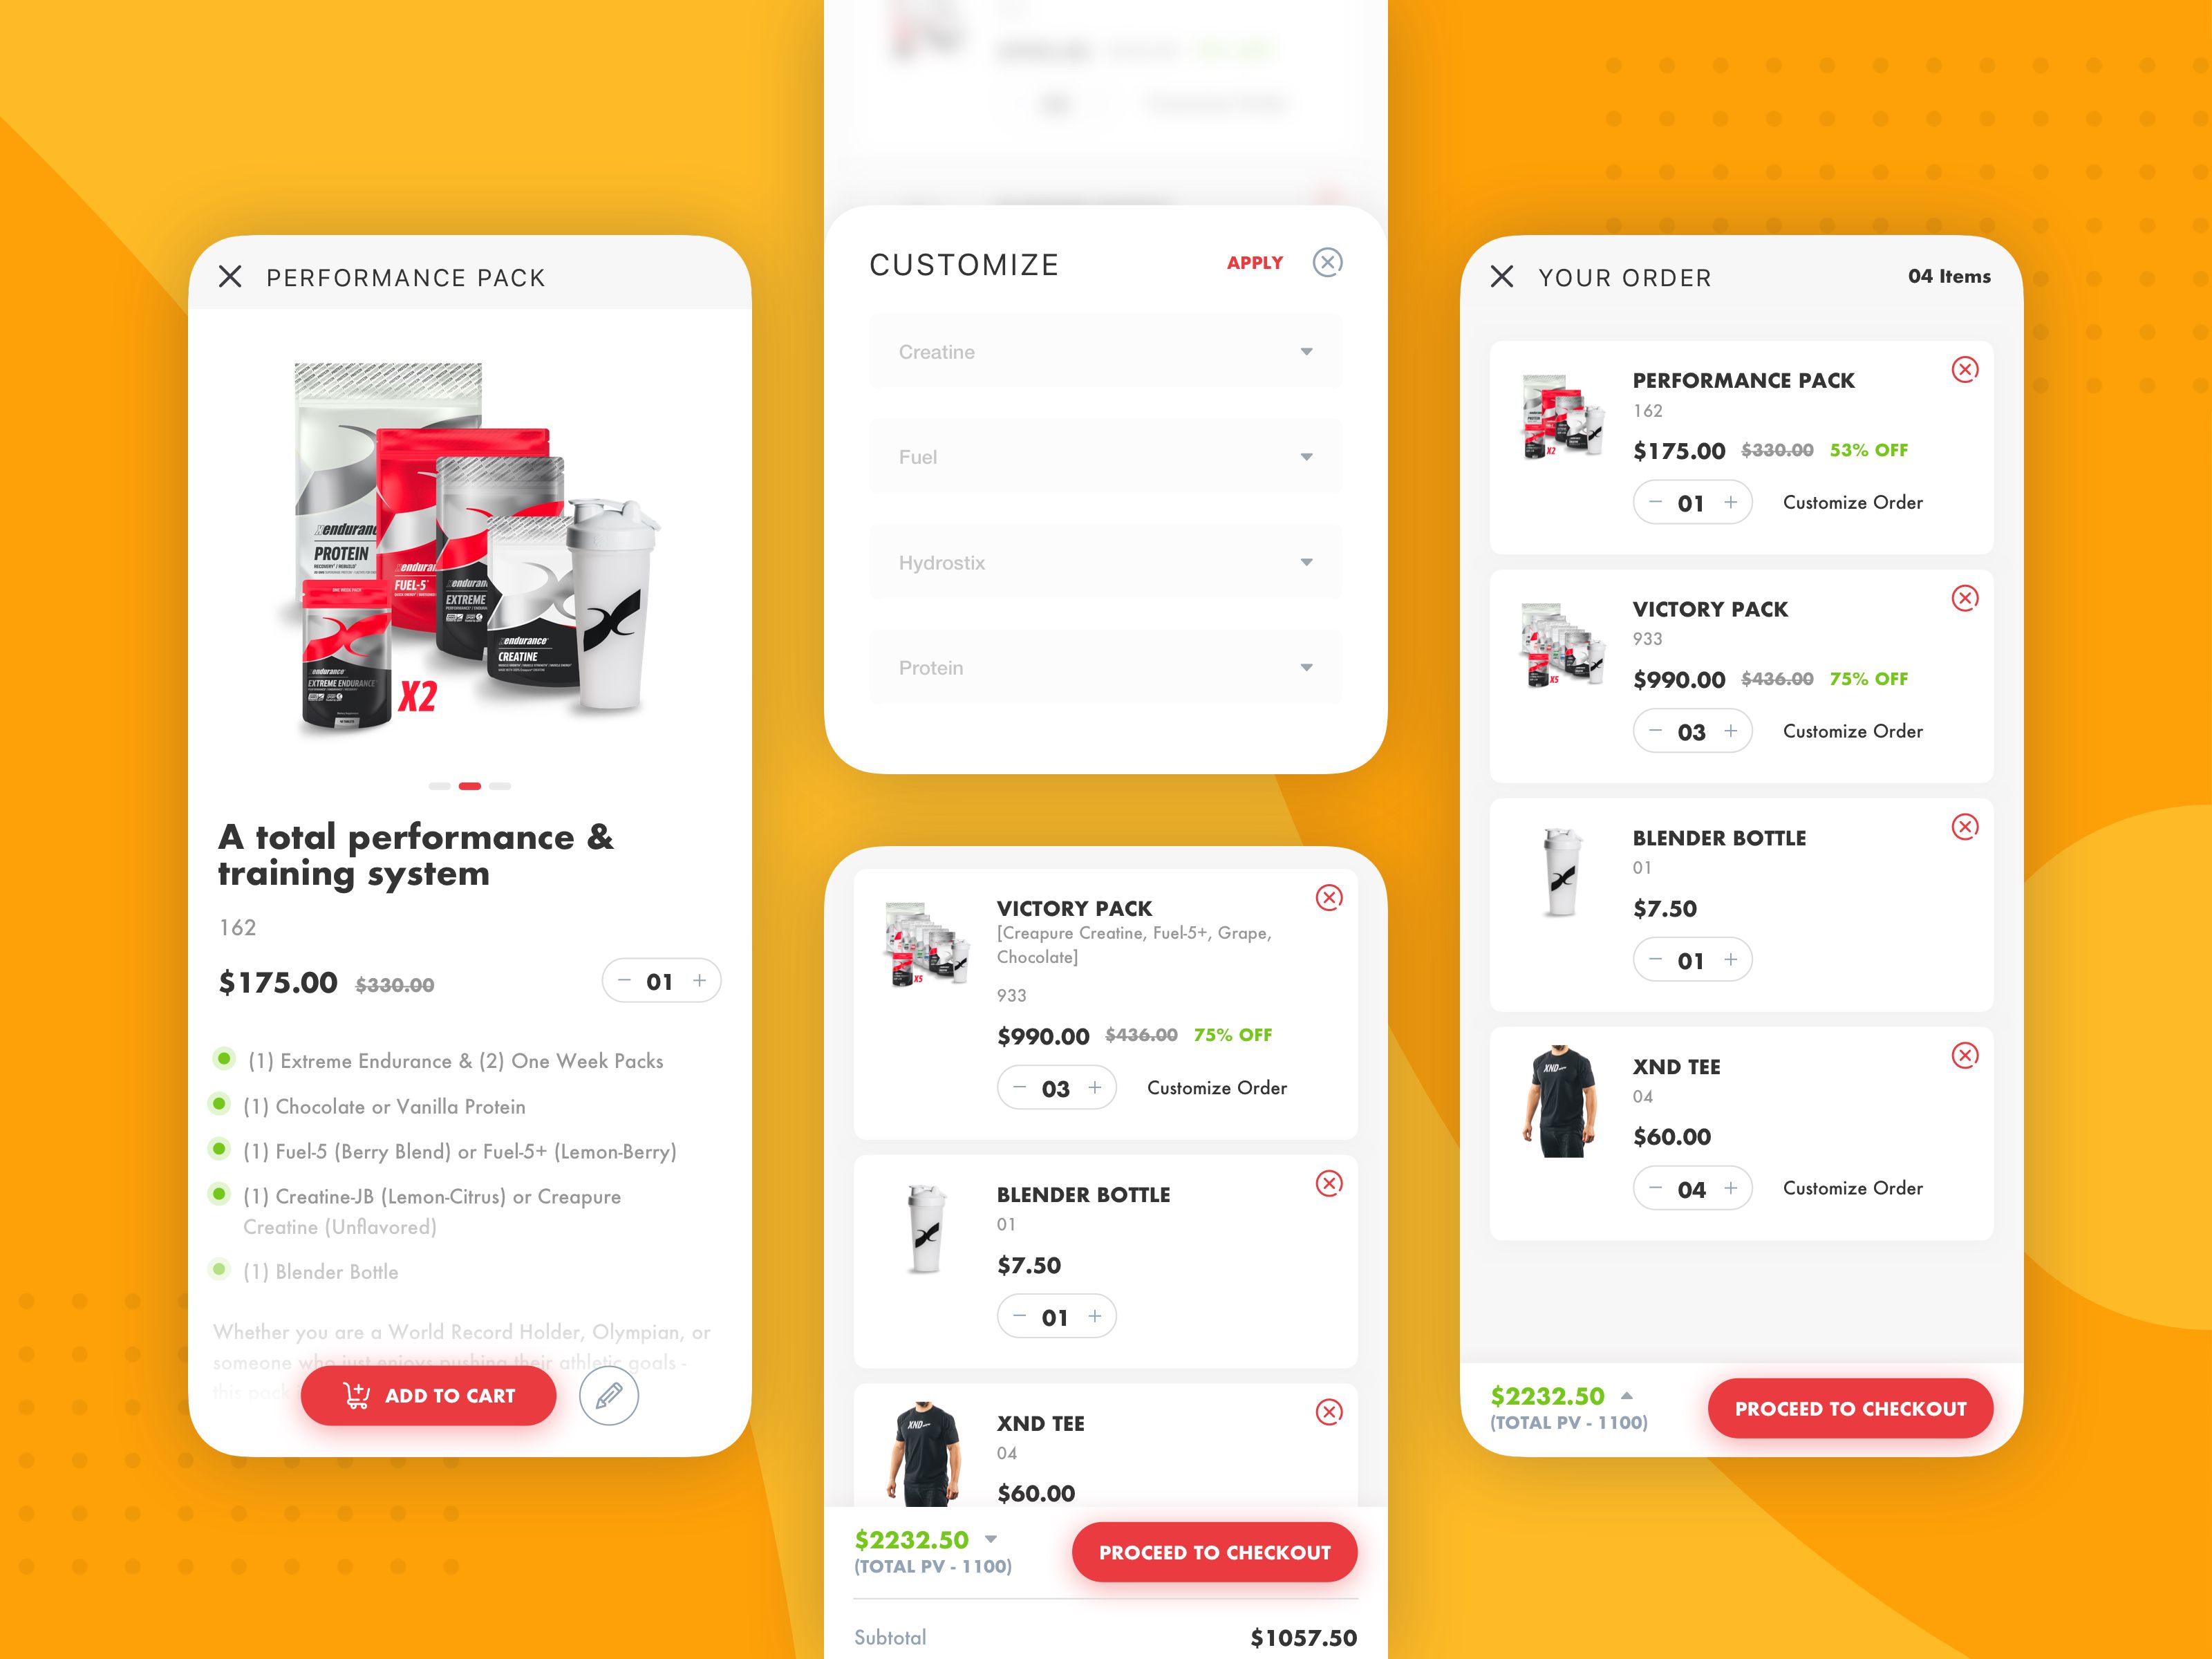 PERFORMANCE PACK
endurance
PROTEIN
FUEL-5
EXTREME
endurance
CREATINE
endurance
EXTREME ENDURANCE
X2
A total performance &
training system
162
$175.00 $330.00
01
(1) Extreme Endurance & (2) One Week Packs
(1) Chocolate or Vanilla Protein
(1) Fuel-5 (Berry Blend) or Fuel-5+ (Lemon-Berry)
(1) Creatine-JB (Lemon-Citrus) or Creapure
Creatine (Unflavored)
(1) Blender Bottle
Whether you are a World Record Holder, Olympian, or
someone who just enjoys pushing their athletic goals -
this pack
ADD TO CART
CUSTOMIZE
APPLY
Creatine
Fuel
Hydrostix
Protein
VICTORY PACK
[Creapure Creatine, Fuel-5+, Grape,
Chocolate]
X5
933
$990.00 $436.00 75% OFF
03 Customize Order
BLENDER BOTTLE
01
$7.50
01
XND TEE
XND
04
$60.00
$2232.50
(TOTAL PV - 1100)
PROCEED TO CHECKOUT
Subtotal $1057.50
YOUR ORDER
04 Items
PERFORMANCE PACK
162
X2
$175.00 $330.00 53% OFF
01 Customize Order
VICTORY PACK
933
X5
$990.00 $436.00 75% OFF
03 Customize Order
BLENDER BOTTLE
01
$7.50
01
XND TEE
XND
04
$60.00
04 Customize Order
$2232.50
(TOTAL PV - 1100)
PROCEED TO CHECKOUT